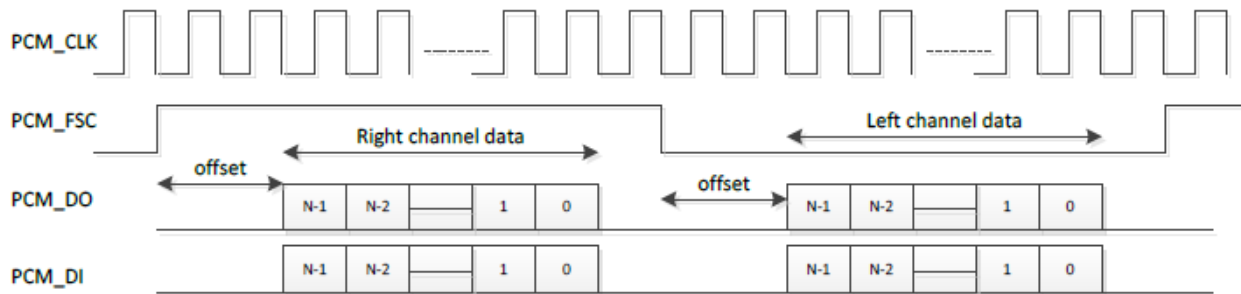 PCM_CLK
PCM_FSC
Right channel data
Left channel data
offset
offset
PCM_DO
N-1 N-2 1 0 N-1 N-2 1 0
PCM_DI
N-1 N-2 1 0 N-1 N-2 1 0